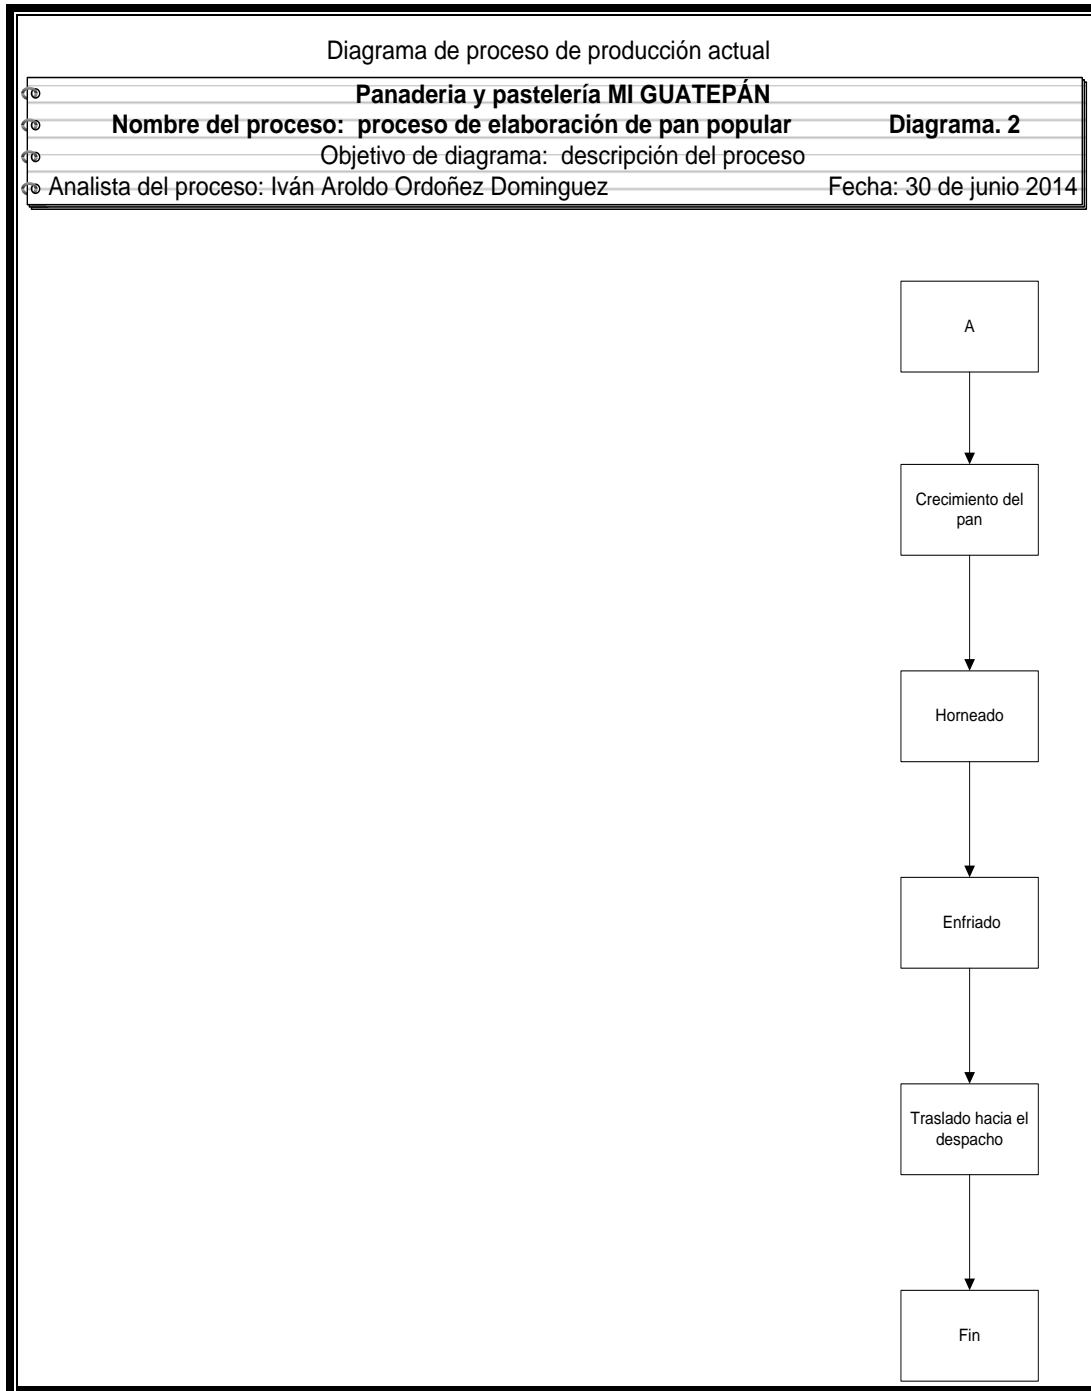 Diagrama de proceso de producción actual
Panaderia y pastelería MI GUATEPÁN
Nombre del proceso:  proceso de elaboración de pan popular Diagrama. 2
Objetivo de diagrama:  descripción del proceso
Analista del proceso: Iván Aroldo Ordoñez Dominguez Fecha: 30 de junio 2014
A
Crecimiento del
pan
Horneado
Enfriado
Traslado hacia el
despacho
Fin